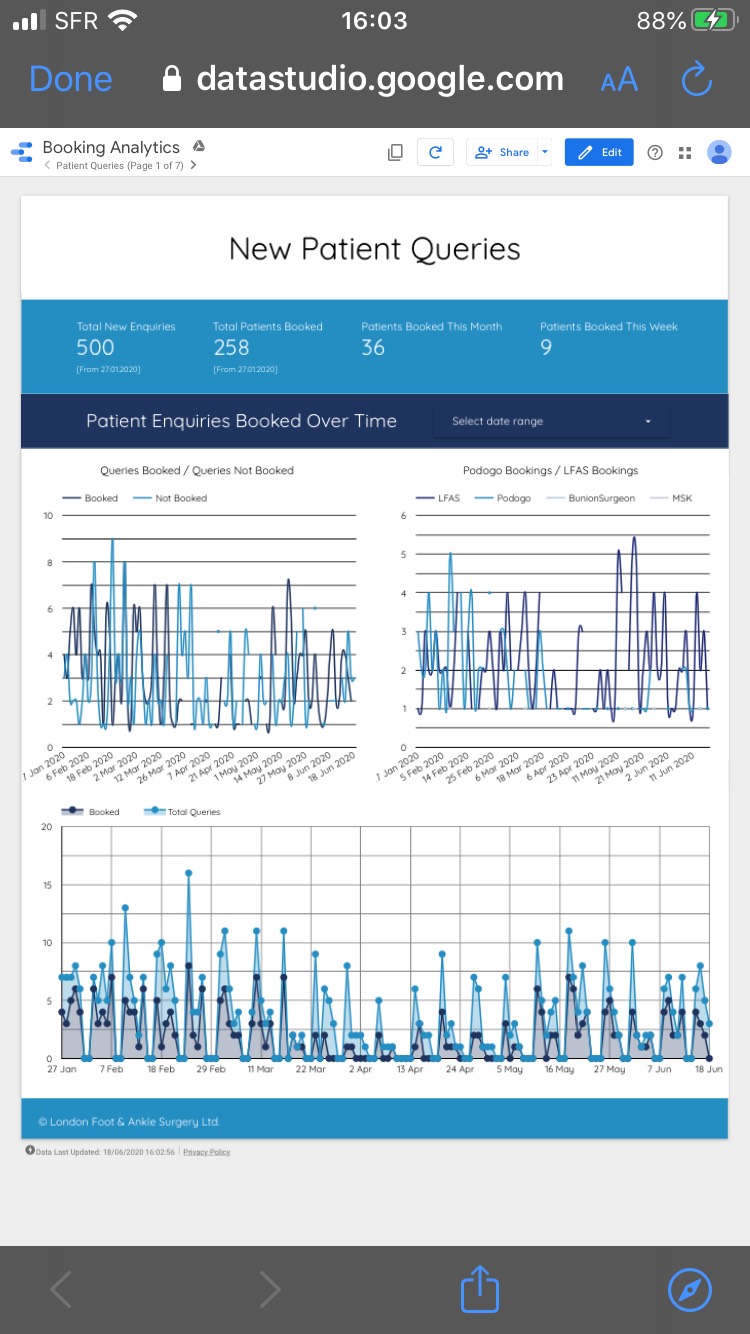 SFR 16:03 88%
Done datastudio.google.com AA
Booking Analytics
Patient Queries (Page 1 of 7)
Share Edit
New Patient Queries
Total New Enquiries Total Patients Booked Patients Booked This Month Patients Booked This Week
500 258 36 9
[From 27.01.2020] [From 27.01.2020]
Patient Enquiries Booked Over Time Select date range
Queries Booked / Queries Not Booked
Booked Not Booked
10
8
6
4
2
0
7 Jan 2020 6 Feb 2020 18 Feb 2020 2 Mar 2020 12 Mar 2020 26 Mar 2020 7 Apr 2020 21 Apr 2020 1 May 2020 14 May 2020 27 May 2020 8 Jun 2020 18 Jun 2020
Podogo Bookings / LFAS Bookings
LFAS Podogo BunionSurgeon MSK
6
5
4
3
2
1
0
7 Jan 2020 5 Feb 2020 14 Feb 2020 25 Feb 2020 6 Mar 2020 18 Mar 2020 6 Apr 2020 23 Apr 2020 11 May 2020 21 May 2020 2 Jun 2020 11 Jun 2020
Booked Total Queries
20
15
10
5
0
27 Jan 7 Feb 18 Feb 29 Feb 11 Mar 22 Mar 2 Apr 13 Apr 24 Apr 5 May 16 May 27 May 7 Jun 18 Jun
© London Foot & Ankle Surgery Ltd.
Data Last Updated: 18/06/2020 16:02:56 Privacy Policy